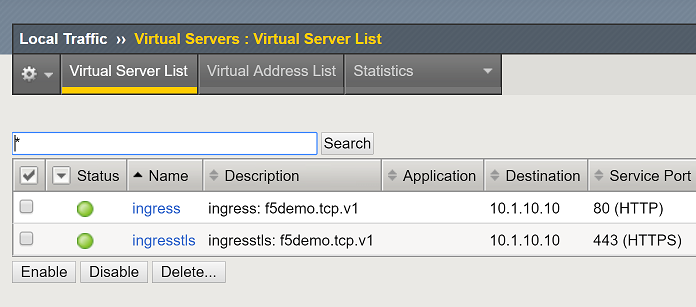 Local Traffic ›› Virtual Servers : Virtual Server List
Virtual Server List Virtual Address List Statistics
* Search
Status Name Description Application Destination Service Port
ingress ingress: f5demo.tcp.v1 10.1.10.10 80 (HTTP)
ingresstls ingresstls: f5demo.tcp.v1 10.1.10.10 443 (HTTPS)
Enable Disable Delete...